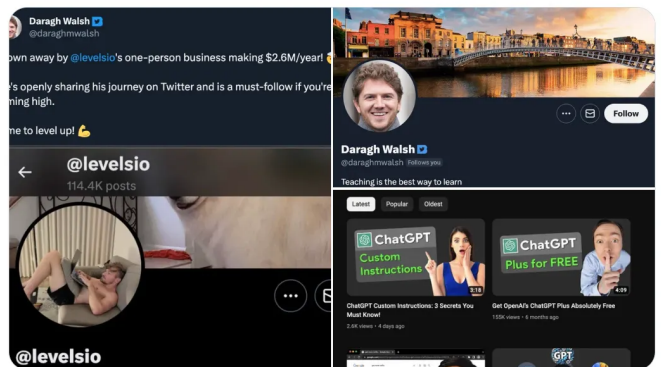 Daragh Walsh
@daraghmwalsh
own away by @levelsio's one-person business making $2.6M/year!
's openly sharing his journey on Twitter and is a must-follow if you're
ning high.
me to level up! 💪
@levelsio
114.4K posts
@levelsio
Follow
Daragh Walsh
@daraghmwalsh Follows you
Teaching is the best way to learn
Latest Popular Oldest
ChatGPT
Custom
Instructions
3:18
ChatGPT Custom Instructions: 3 Secrets You
Must Know!
2.6K views • 4 days ago
ChatGPT
Plus for FREE
4:09
Get OpenAI's ChatGPT Plus Absolutely Free
155K views • 6 months ago
GPT